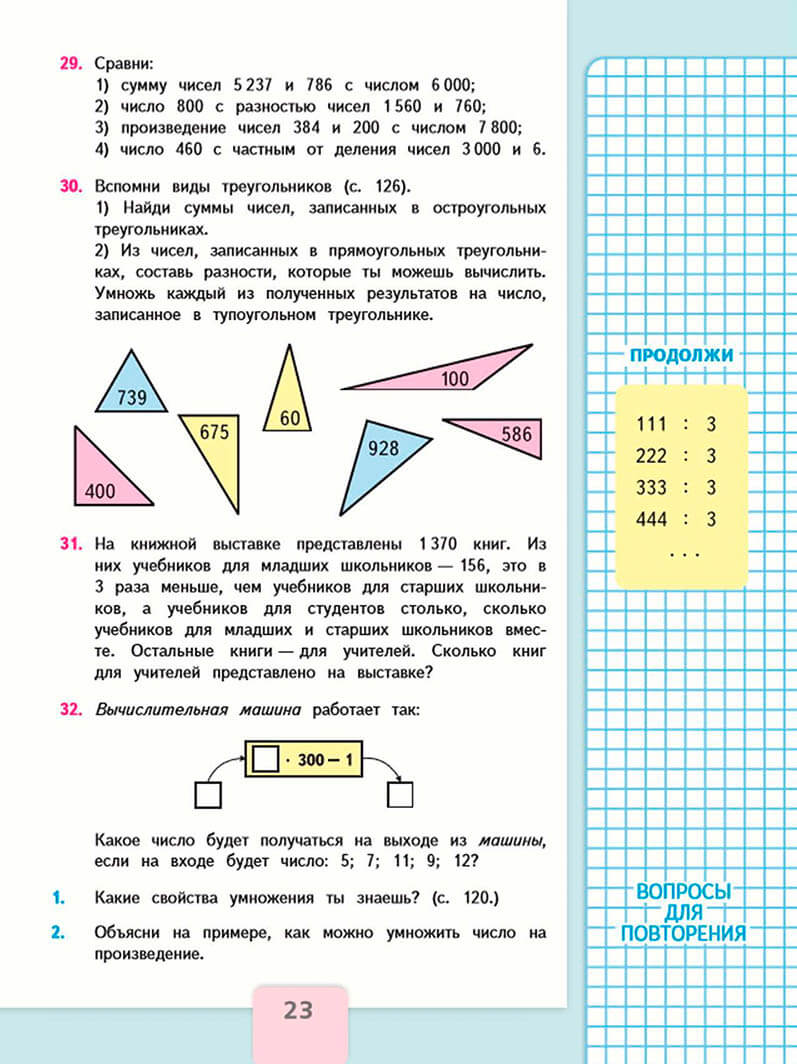 29. Сравни:
1) сумму чисел 5 237 и 786 с числом 6 000;
2) число 800 с разностью чисел 1 560 и 760;
3) произведение чисел 384 и 200 с числом 7 800;
4) число 460 с частным от деления чисел 3 000 и 6.
30. Вспомни виды треугольников (с. 126).
1) Найди суммы чисел, записанных в остроугольных
треугольниках.
2) Из чисел, записанных в прямоугольных треугольни-
ках, составь разности, которые ты можешь вычислить.
Умножь каждый из полученных результатов на число,
записанное в тупоугольном треугольнике.
739
60
100
675
928
586
400
31. На книжной выставке представлены 1 370 книг. Из
них учебников для младших школьников — 156, это в
3 раза меньше, чем учебников для старших школьни-
ков, а учебников для студентов столько, сколько
учебников для младших и старших школьников вмес-
те. Остальные книги — для учителей. Сколько книг
для учителей представлено на выставке?
32. Вычислительная машина работает так:
· 300 – 1
Какое число будет получаться на выходе из машины,
если на входе будет число: 5; 7; 11; 9; 12?
1. Какие свойства умножения ты знаешь? (с. 120.)
2. Объясни на примере, как можно умножить число на
произведение.
23
ПРОДОЛЖИ
111 : 3
222 : 3
333 : 3
444 : 3
...
ВОПРОСЫ
ДЛЯ
ПОВТОРЕНИЯ